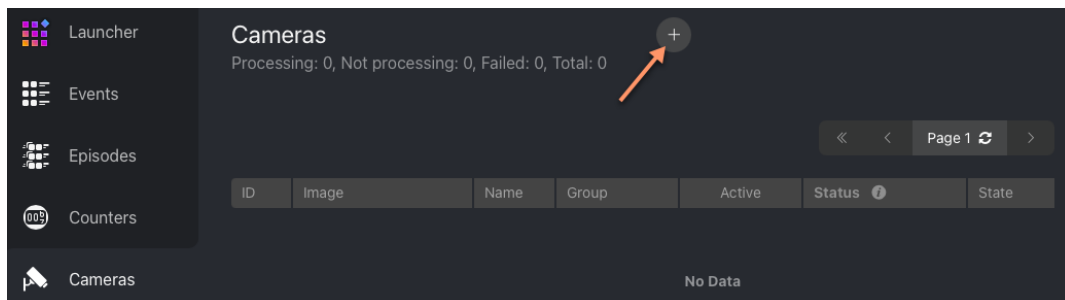 Launcher
Events
Episodes
Counters
Cameras
Cameras
Processing: 0, Not processing: 0, Failed: 0, Total: 0
Page 1
ID Image Name Group Active Status State
No Data